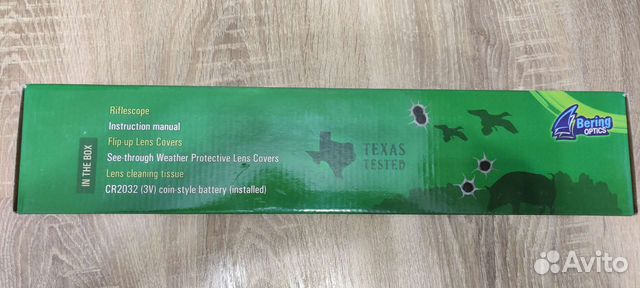 IN THE BOX
Riflescope
Instruction manual
Flip-up Lens Covers
See-through Weather Protective Lens Covers
Lens cleaning tissue
CR2032 (3V) coin-style battery (installed)
TEXAS
TESTED
Bering
OPTICS
Avito